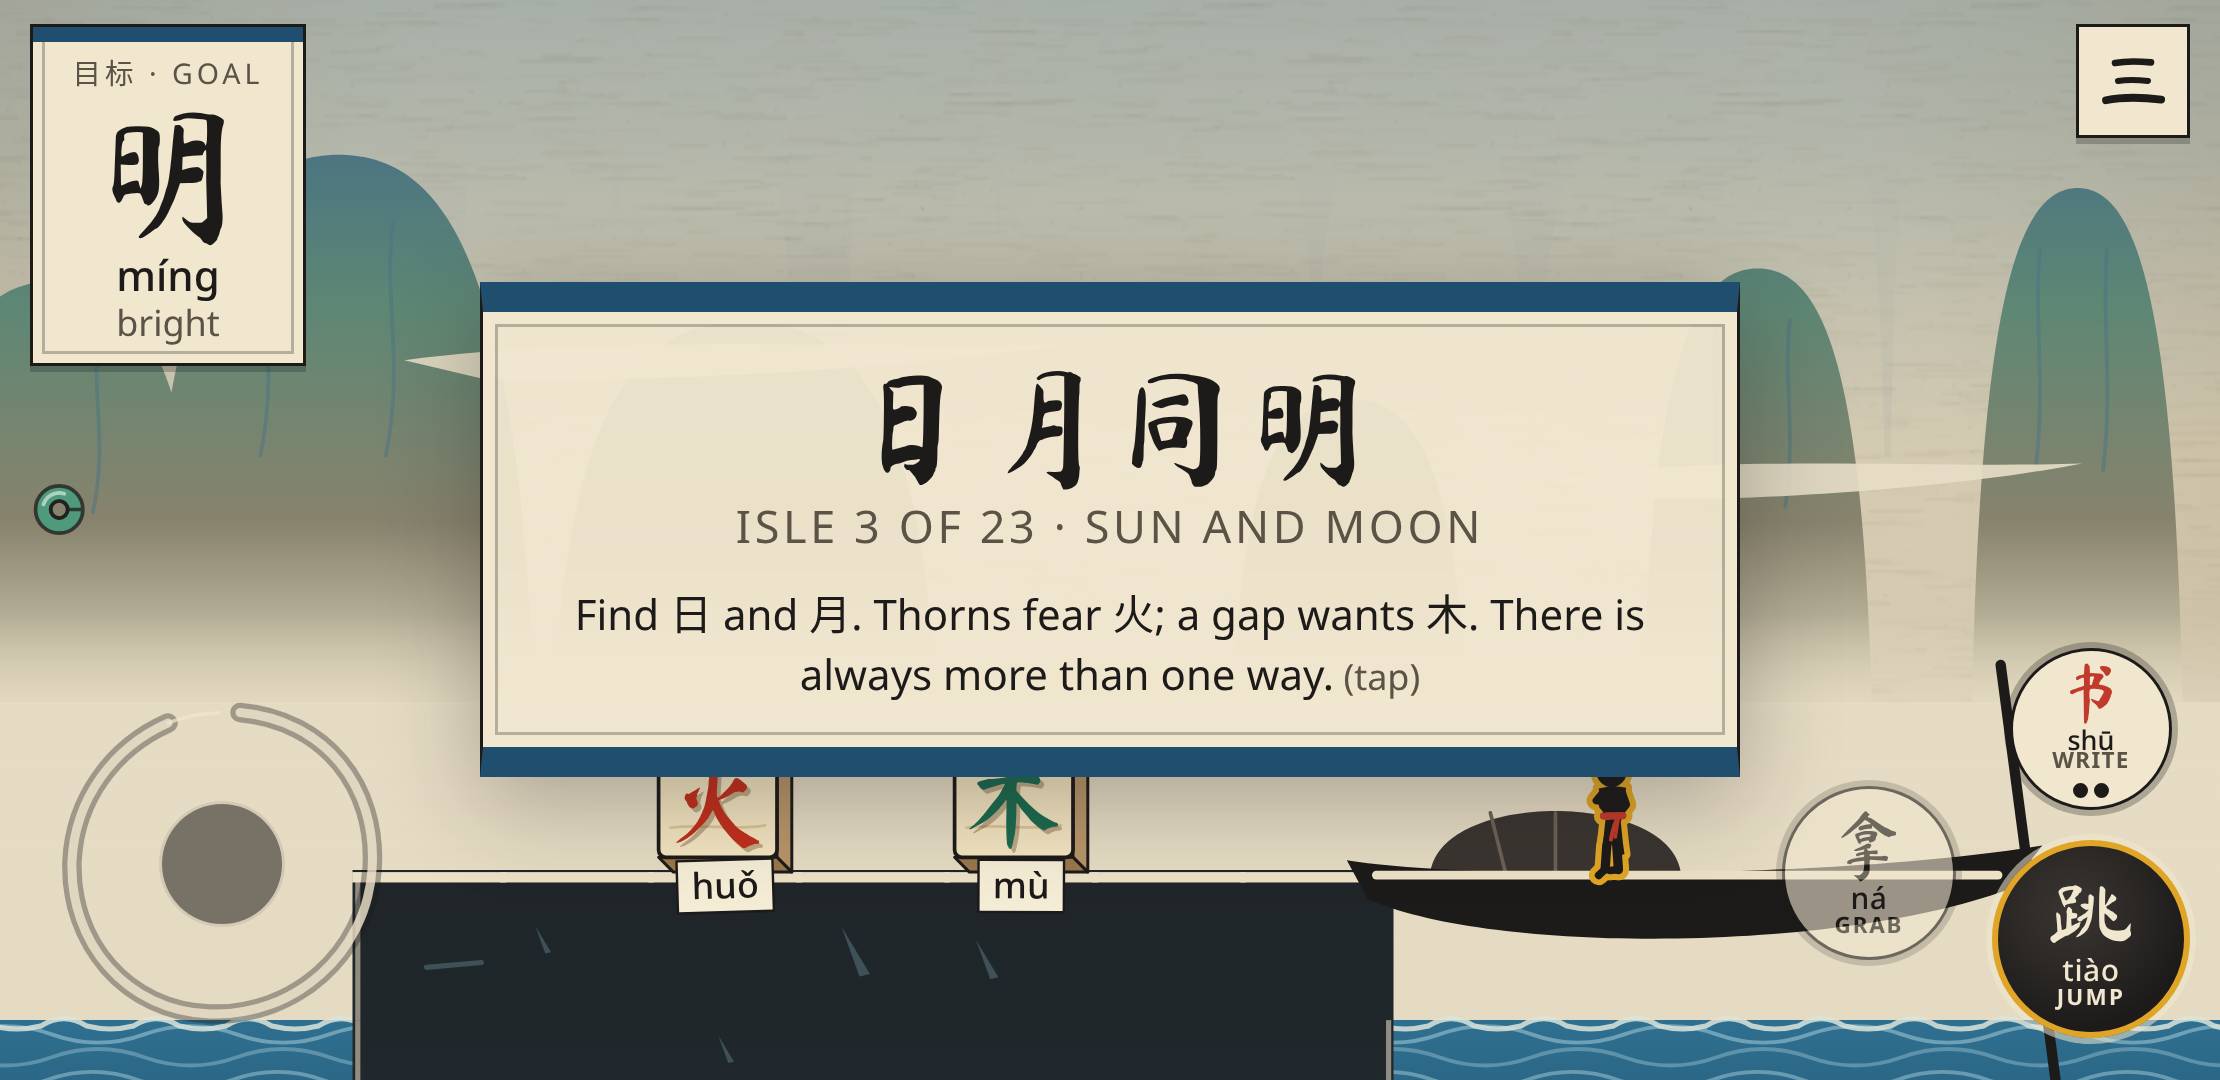 目标 · GOAL
明
míng
bright
三
日月同明
ISLE 3 OF 23 · SUN AND MOON
Find 日 and 月. Thorns fear 火; a gap wants 木. There is
always more than one way. (tap)
火
huǒ
木
mù
书
shū
WRITE
拿
ná
GRAB
跳
tiào
JUMP